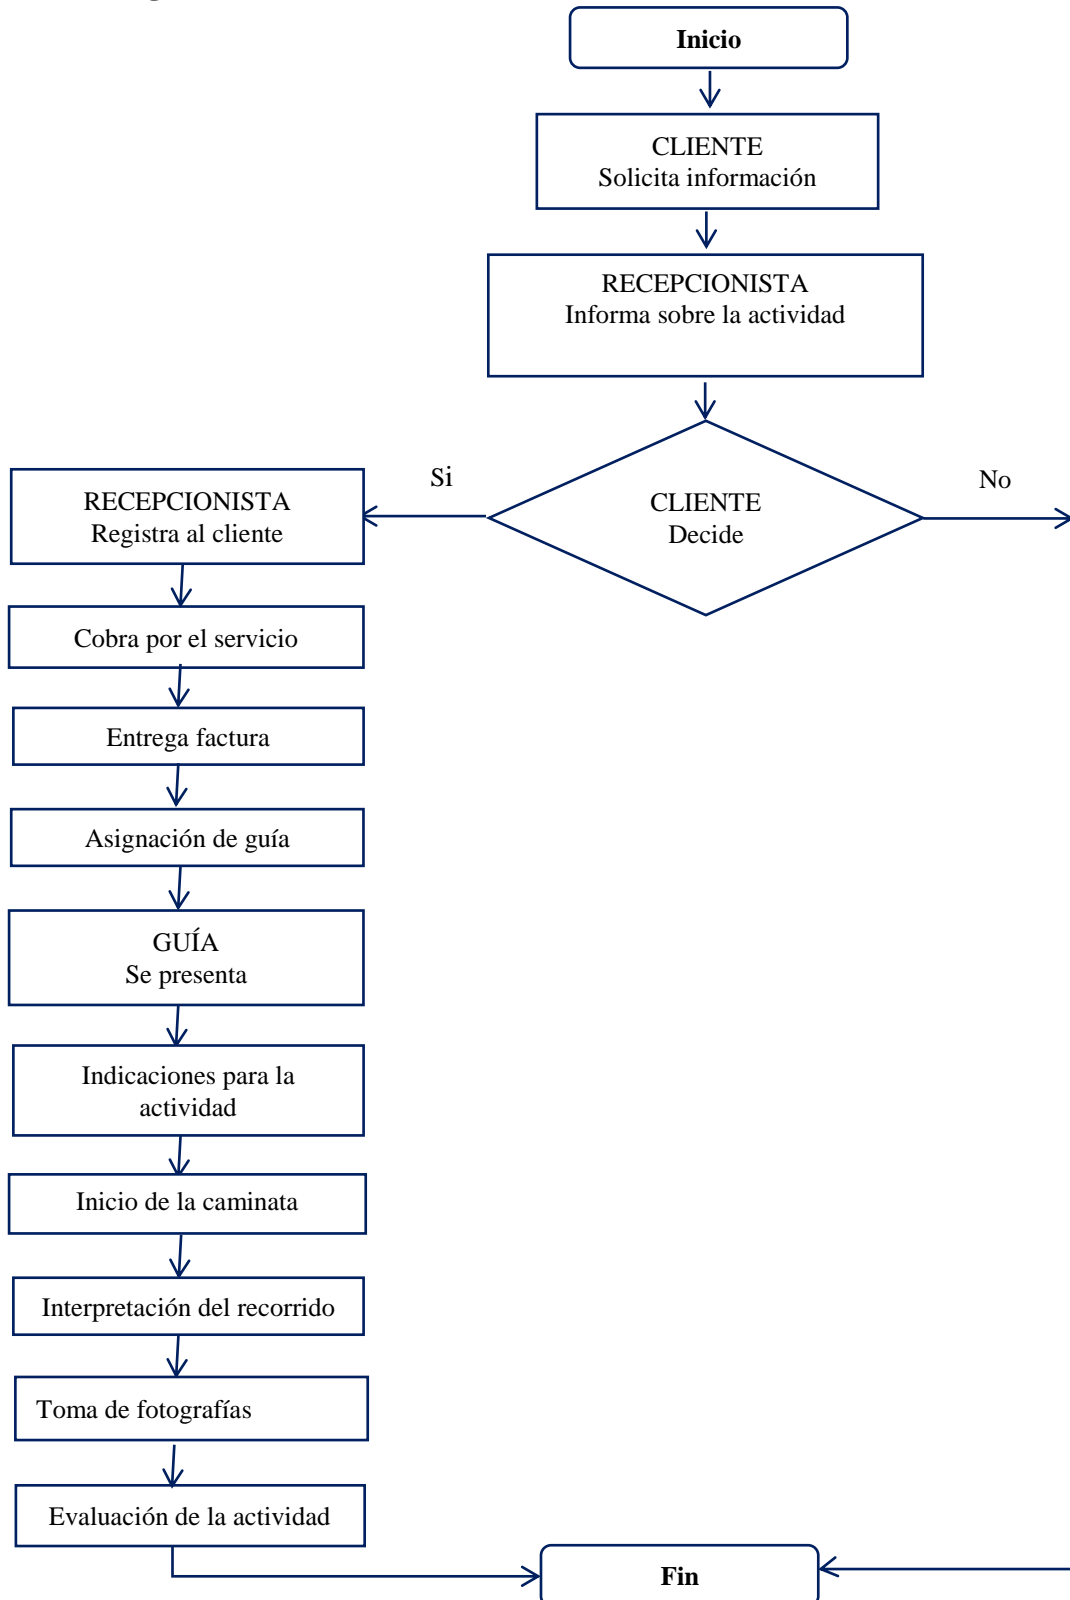 Inicio
CLIENTE
Solicita información
RECEPCIONISTA
Informa sobre la actividad
Si
No
CLIENTE
Decide
RECEPCIONISTA
Registra al cliente
Cobra por el servicio
Entrega factura
Asignación de guía
GUÍA
Se presenta
Indicaciones para la
actividad
Inicio de la caminata
Interpretación del recorrido
Toma de fotografías
Evaluación de la actividad
Fin